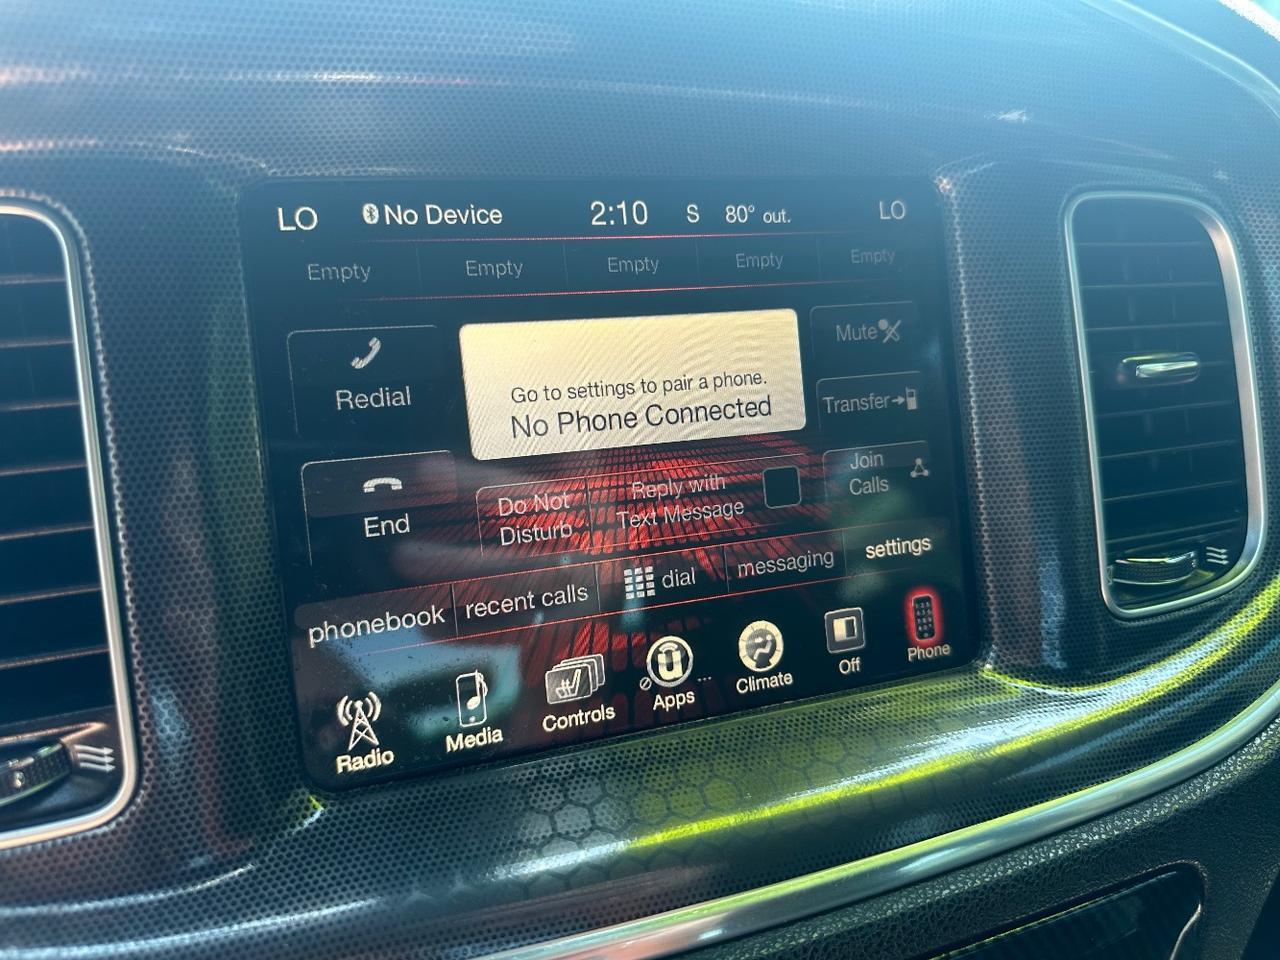 LO No Device 2:10 S 80° out. LO
Empty Empty Empty Empty Empty
Redial
Go to settings to pair a phone.
No Phone Connected
Mute
Transfer
End
Do Not
Disturb
Reply with
Text Message
Join
Calls
phonebook recent calls dial messaging settings
Radio Media Controls Apps Climate Off Phone